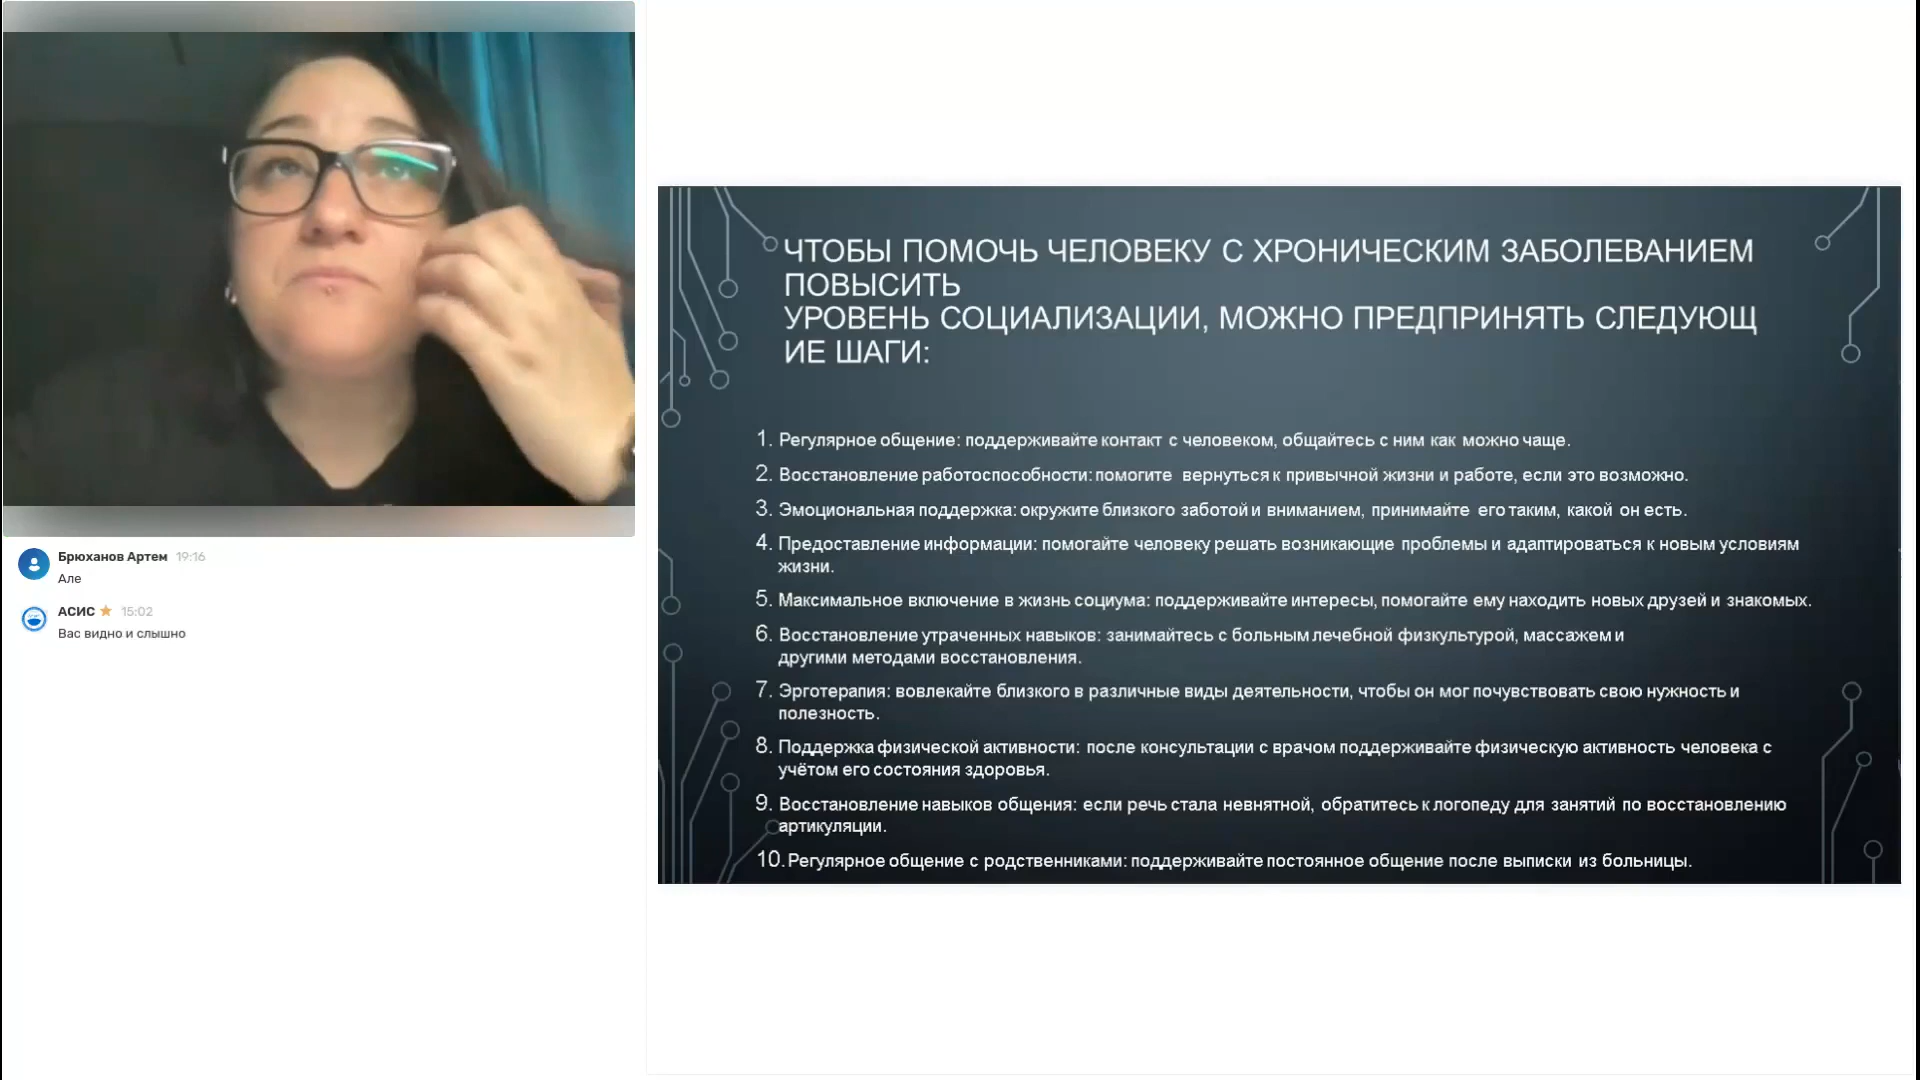 Брюханов Артем 19:16
Але
АСИС 15:02
Вас видно и слышно
ЧТОБЫ ПОМОЧЬ ЧЕЛОВЕКУ С ХРОНИЧЕСКИМ ЗАБОЛЕВАНИЕМ
ПОВЫСИТЬ
УРОВЕНЬ СОЦИАЛИЗАЦИИ, МОЖНО ПРЕДПРИНЯТЬ СЛЕДУЮЩ
ИЕ ШАГИ:
1. Регулярное общение: поддерживайте контакт с человеком, общайтесь с ним как можно чаще.
2. Восстановление работоспособности: помогите вернуться к привычной жизни и работе, если это возможно.
3. Эмоциональная поддержка: окружите близкого заботой и вниманием, принимайте его таким, какой он есть.
4. Предоставление информации: помогайте человеку решать возникающие проблемы и адаптироваться к новым условиям
жизни.
5. Максимальное включение в жизнь социума: поддерживайте интересы, помогайте ему находить новых друзей и знакомых.
6. Восстановление утраченных навыков: занимайтесь с больным лечебной физкультурой, массажем и
другими методами восстановления.
7. Эрготерапия: вовлекайте близкого в различные виды деятельности, чтобы он мог почувствовать свою нужность и
полезность.
8. Поддержка физической активности: после консультации с врачом поддерживайте физическую активность человека с
учётом его состояния здоровья.
9. Восстановление навыков общения: если речь стала невнятной, обратитесь к логопеду для занятий по восстановлению
артикуляции.
10. Регулярное общение с родственниками: поддерживайте постоянное общение после выписки из больницы.